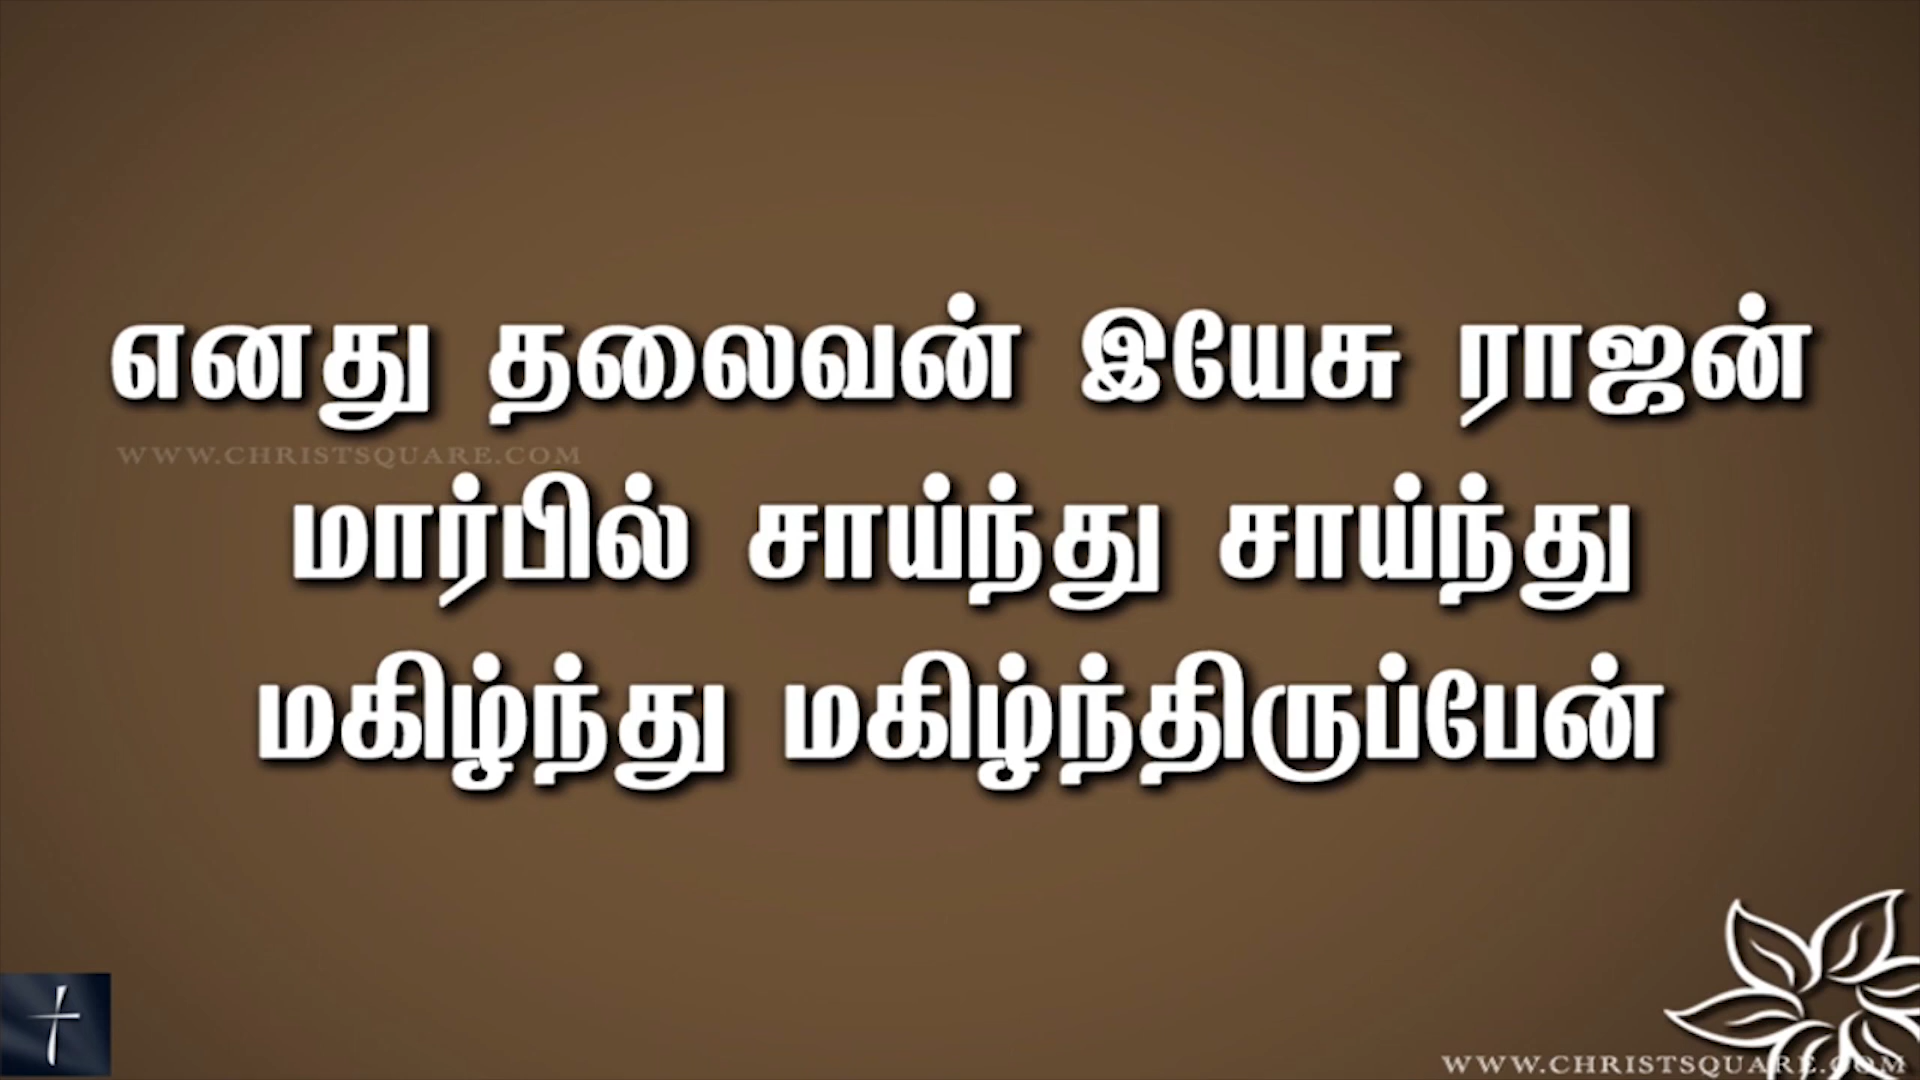 எனது தலைவன் இயேசு ராஜன்
WWW.CHRISTSQUARE.COM
மார்பில் சாய்ந்து சாய்ந்து
மகிழ்ந்து மகிழ்ந்திருப்பேன்
WWW.CHRISTSQUARE.COM